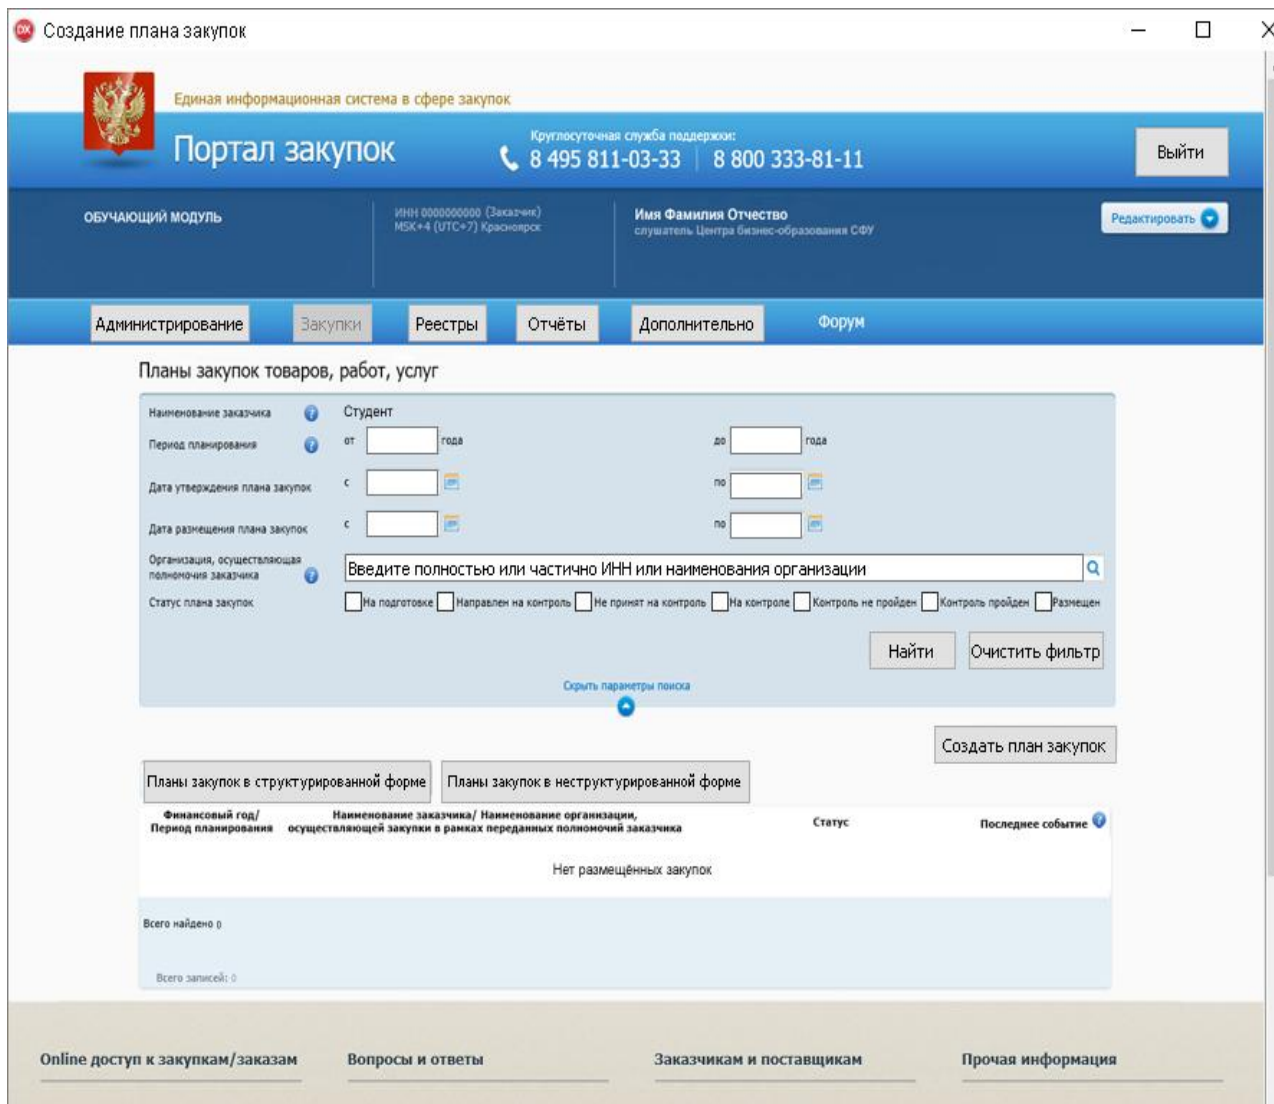 Создание плана закупок
Единая информационная система в сфере закупок
Портал закупок
Круглосуточная служба поддержки:
8 495 811-03-33 | 8 800 333-81-11
Выйти
ОБУЧАЮЩИЙ МОДУЛЬ
ИНН 0000000000 (Заказчик)
MSK+4 (UTC+7) Красноярск
Имя Фамилия Отчество
слушатель Центра бизнес-образования СФУ
Редактировать
Администрирование Закупки Реестры Отчёты Дополнительно Форум
Планы закупок товаров, работ, услуг
Наименование заказчика Студент
Период планирования от года до года
Дата утверждения плана закупок с по
Дата размещения плана закупок с по
Организация, осуществляющая
полномочия заказчика
Введите полностью или частично ИНН или наименования организации
Статус плана закупок На подготовке Направлен на контроль Не принят на контроль На контроле Контроль не пройден Контроль пройден Размещен
Найти Очистить фильтр
Скрыть параметры поиска
Создать план закупок
Планы закупок в структурированной форме Планы закупок в неструктурированной форме
Финансовый год/
Период планирования
Наименование заказчика/ Наименование организации,
осуществляющей закупки в рамках переданных полномочий заказчика
Статус
Последнее событие
Нет размещённых закупок
Всего найдено 0
Всего записей: 0
Online доступ к закупкам/заказам Вопросы и ответы Заказчикам и поставщикам Прочая информация